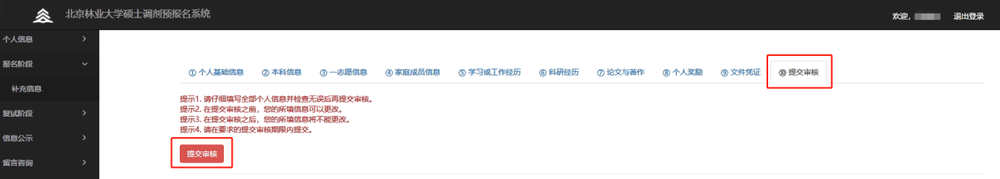 北京林业大学硕士调剂预报名系统
欢迎, 退出登录
个人信息
报名阶段
补充信息
复试阶段
信息公示
留言咨询
① 个人基础信息 ② 本科信息 ③ 一志愿信息 ④ 家庭成员信息 ⑤ 学习或工作经历 ⑥ 科研经历 ⑦ 论文与著作 ⑧ 个人奖励 ⑨ 文件凭证 ⑩ 提交审核
提示1. 请仔细填写全部个人信息并检查无误后再提交审核。
提示2. 在提交审核之前，您的所填信息可以更改。
提示3. 在提交审核之后，您的所填信息将不能更改。
提示4. 请在要求的提交审核期限内提交。
提交审核